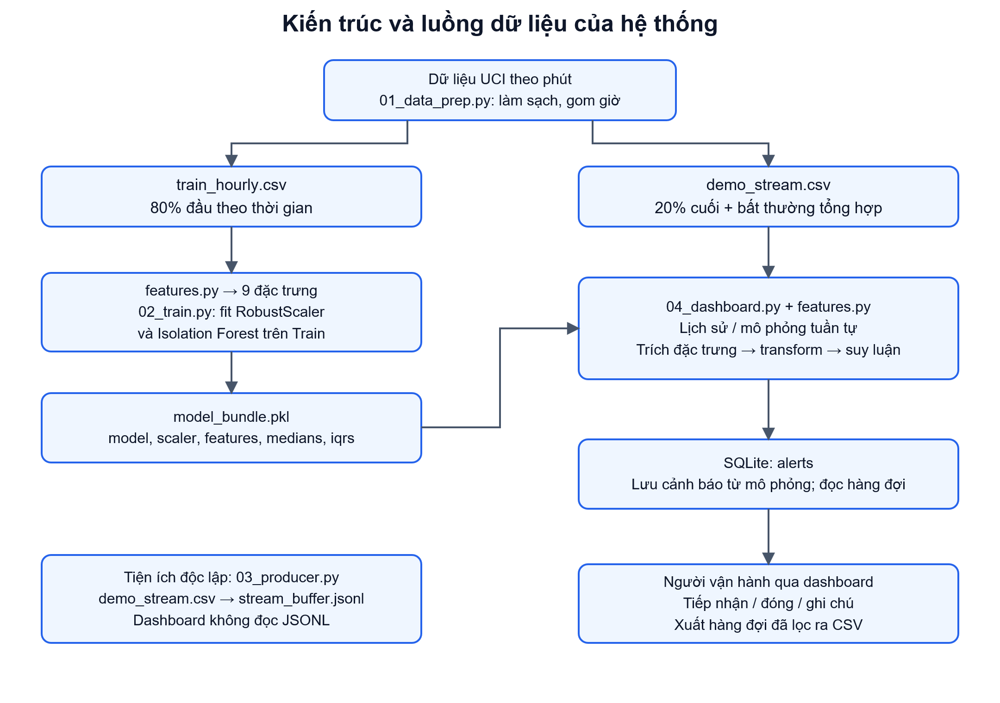 Kiến trúc và luồng dữ liệu của hệ thống
Dữ liệu UCI theo phút
01_data_prep.py: làm sạch, gom giờ
train_hourly.csv
80% đầu theo thời gian
demo_stream.csv
20% cuối + bất thường tổng hợp
features.py → 9 đặc trưng
02_train.py: fit RobustScaler
và Isolation Forest trên Train
04_dashboard.py + features.py
Lịch sử / mô phỏng tuần tự
Trích đặc trưng → transform → suy luận
model_bundle.pkl
model, scaler, features, medians, iqrs
SQLite: alerts
Lưu cảnh báo từ mô phỏng; đọc hàng đợi
Tiện ích độc lập: 03_producer.py
demo_stream.csv → stream_buffer.jsonl
Dashboard không đọc JSONL
Người vận hành qua dashboard
Tiếp nhận / đóng / ghi chú
Xuất hàng đợi đã lọc ra CSV